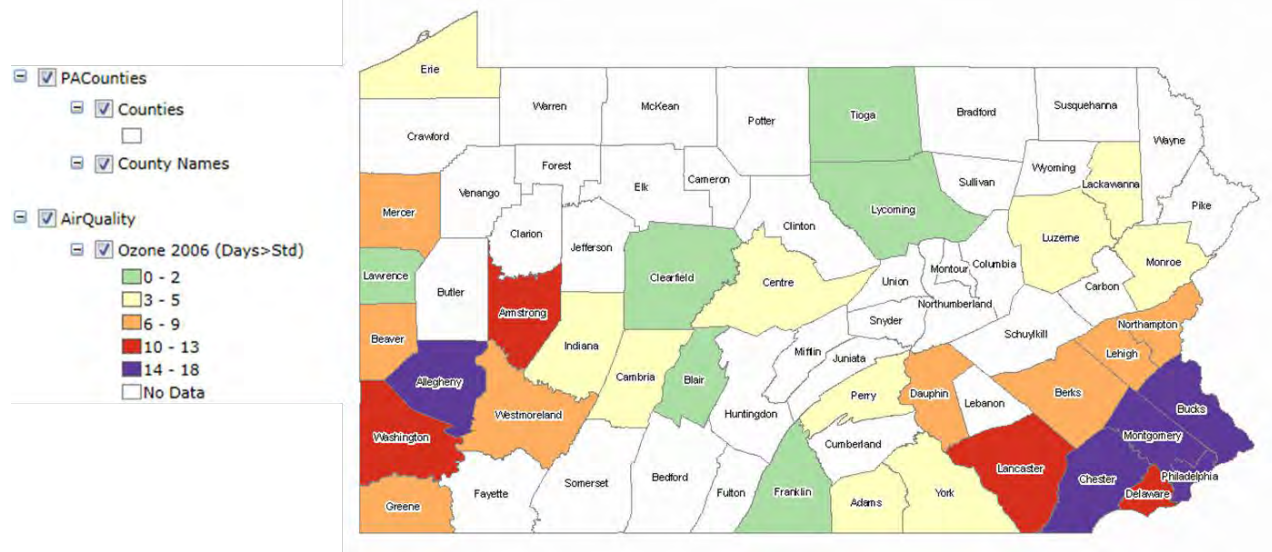 PACounties
Counties
County Names
AirQuality
Ozone 2006 (Days>Std)
0 - 2
3 - 5
6 - 9
10 - 13
14 - 18
No Data
Erie
Warren
McKean
Potter
Tioga
Bradford
Susquehanna
Wayne
Crawford
Forest
Elk
Cameron
Wyoming
Lackawanna
Sullivan
Pike
Mercer
Venango
Clarion
Jefferson
Clinton
Lycoming
Luzerne
Monroe
Lawrence
Butler
Armstrong
Clearfield
Centre
Union
Montour
Columbia
Carbon
Northumberland
Snyder
Schuylkill
Northampton
Lehigh
Beaver
Allegheny
Indiana
Cambria
Blair
Mifflin
Juniata
Huntingdon
Perry
Dauphin
Lebanon
Berks
Bucks
Montgomery
Westmoreland
Washington
Cumberland
Lancaster
Chester
Philadelphia
Delaware
Greene
Fayette
Somerset
Bedford
Fulton
Franklin
Adams
York